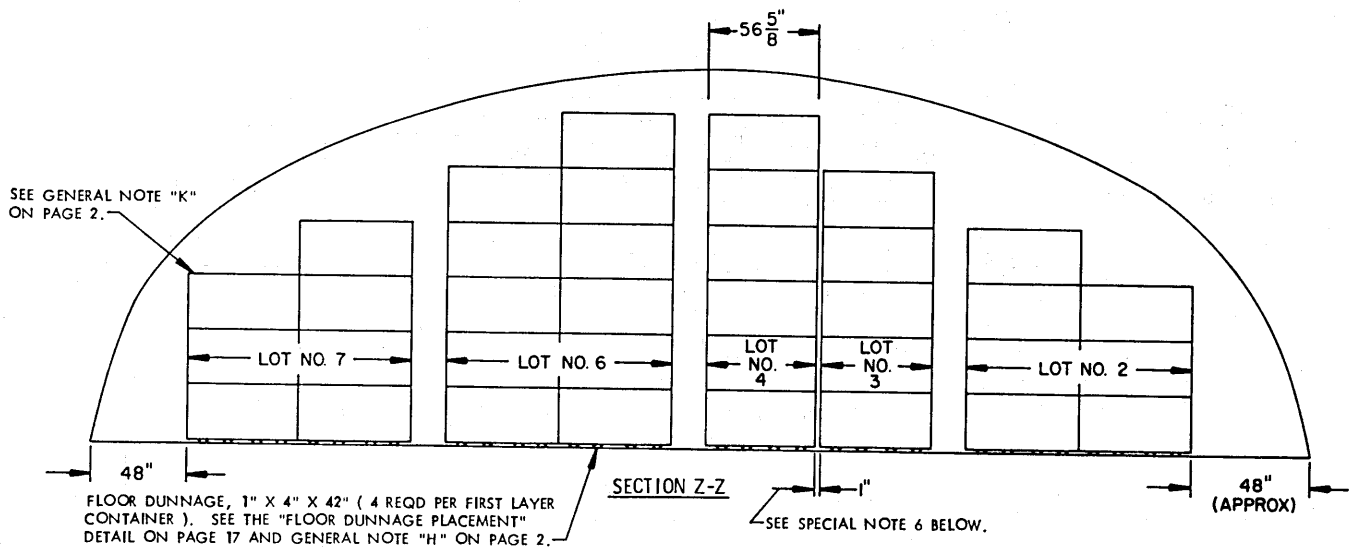 56 5/8"
SEE GENERAL NOTE "K"
ON PAGE 2.
LOT NO. 7
LOT NO. 6
LOT
NO.
4
LOT
NO.
3
LOT NO. 2
48"
SECTION Z-Z
1"
48"
(APPROX)
FLOOR DUNNAGE, 1" X 4" X 42" ( 4 REQD PER FIRST LAYER
CONTAINER ). SEE THE "FLOOR DUNNAGE PLACEMENT"
DETAIL ON PAGE 17 AND GENERAL NOTE "H" ON PAGE 2.
SEE SPECIAL NOTE 6 BELOW.